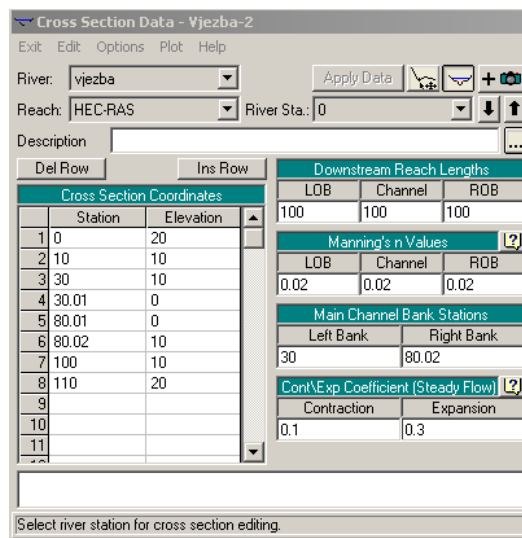 Cross Section Data - Vjezba-2
Exit Edit Options Plot Help
River: vjezba Apply Data
Reach: HEC-RAS River Sta.: 0
Description ...
Del Row Ins Row
Cross Section Coordinates
Station Elevation
1 0 20
2 10 10
3 30 10
4 30.01 0
5 80.01 0
6 80.02 10
7 100 10
8 110 20
9
10
11
Downstream Reach Lengths
LOB Channel ROB
100 100 100
Manning's n Values ?
LOB Channel ROB
0.02 0.02 0.02
Main Channel Bank Stations
Left Bank Right Bank
30 80.02
Cont\Exp Coefficient (Steady Flow) ?
Contraction Expansion
0.1 0.3
Select river station for cross section editing.